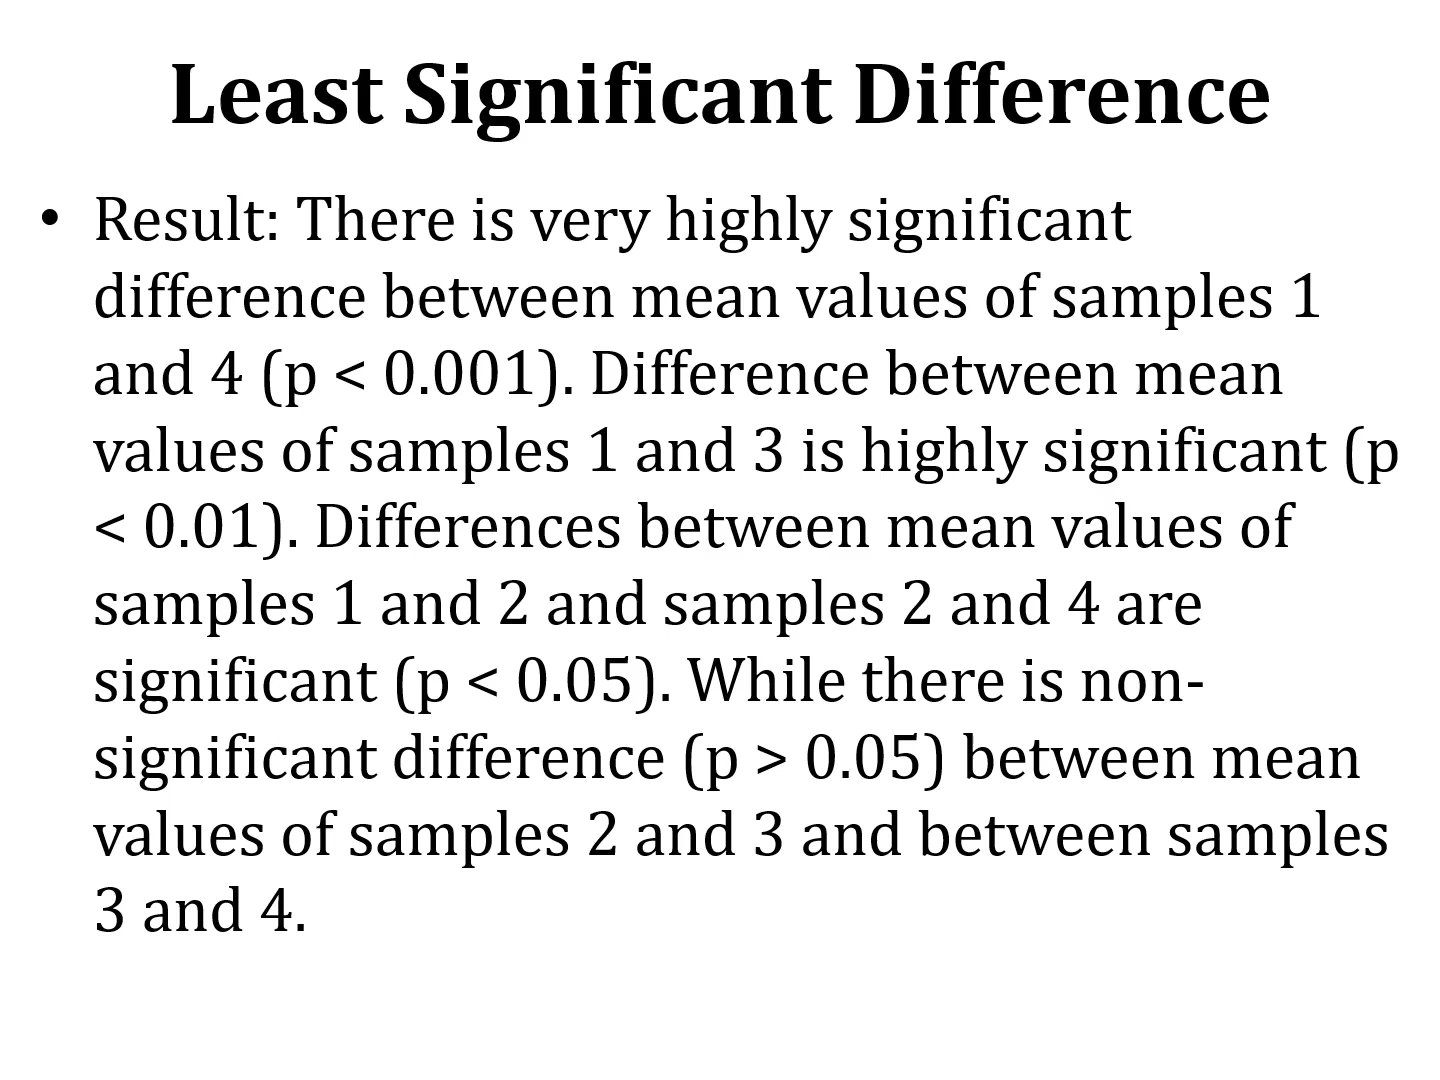 Least Significant Difference
• Result: There is very highly significant
difference between mean values of samples 1
and 4 (p < 0.001). Difference between mean
values of samples 1 and 3 is highly significant (p
< 0.01). Differences between mean values of
samples 1 and 2 and samples 2 and 4 are
significant (p < 0.05). While there is non-
significant difference (p > 0.05) between mean
values of samples 2 and 3 and between samples
3 and 4.